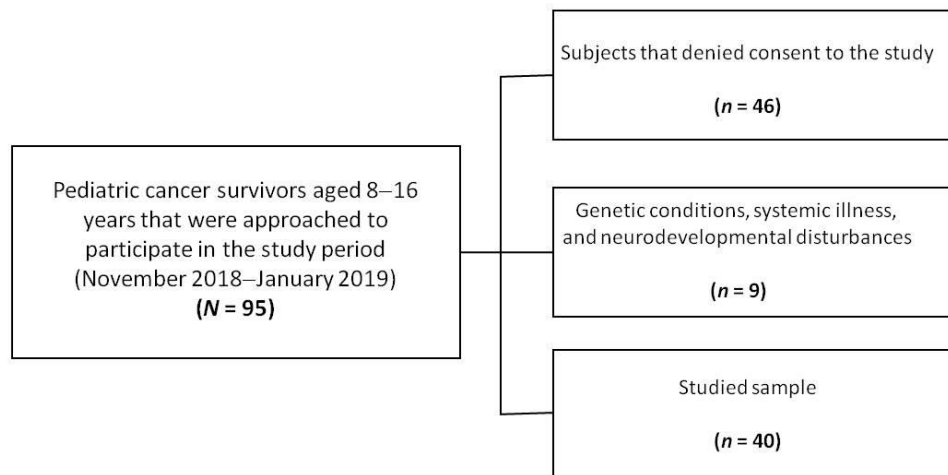 Pediatric cancer survivors aged 8–16
years that were approached to
participate in the study period
(November 2018–January 2019)
(N = 95)
Subjects that denied consent to the study
(n = 46)
Genetic conditions, systemic illness,
and neurodevelopmental disturbances
(n = 9)
Studied sample
(n = 40)